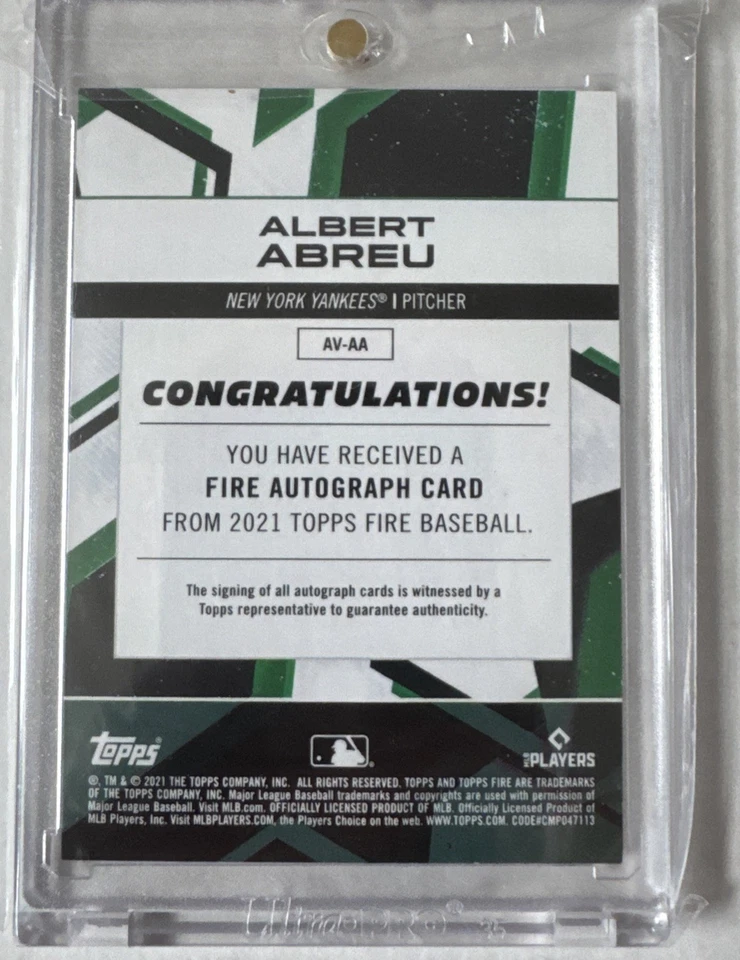 ALBERT
ABREU
NEW YORK YANKEES® | PITCHER
AV-AA
CONGRATULATIONS!
YOU HAVE RECEIVED A
FIRE AUTOGRAPH CARD
FROM 2021 TOPPS FIRE BASEBALL.
The signing of all autograph cards is witnessed by a
Topps representative to guarantee authenticity.
Topps®
MLB PLAYERS
®, TM & © 2021 THE TOPPS COMPANY, INC. ALL RIGHTS RESERVED. TOPPS AND TOPPS FIRE ARE TRADEMARKS
OF THE TOPPS COMPANY, INC. Major League Baseball trademarks and copyrights are used with permission of
Major League Baseball. Visit MLB.com. OFFICIALLY LICENSED PRODUCT OF MLB. Officially Licensed Product of
MLB Players, Inc. Visit MLBPLAYERS.COM, the Players Choice on the web. WWW.TOPPS.COM. CODE#CMP047113
Ultra PRO®